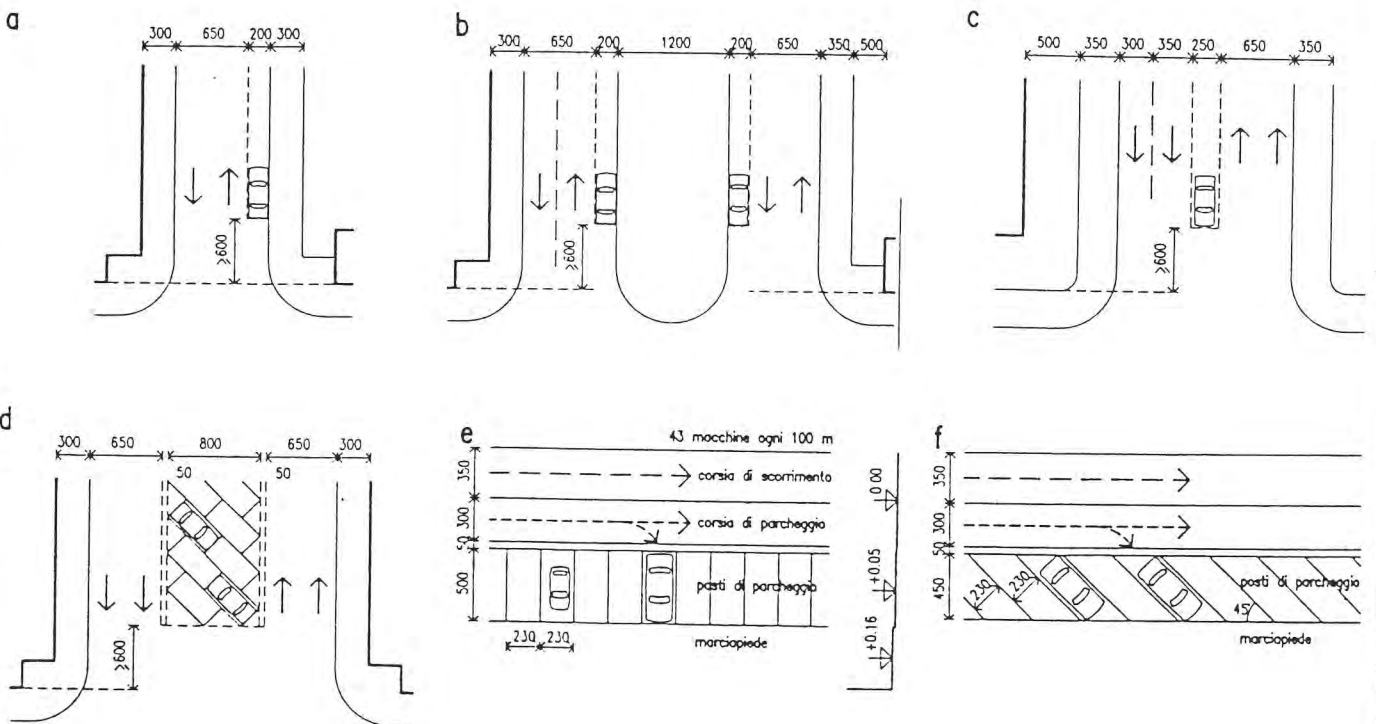 a
300 650 200 300
≥600
b
300 650 200 1200 200 650 350 500
≥600
c
500 350 300 350 250 650 350
≥600
d
300 650 800 650 300
50 50
≥600
e
43 macchine ogni 100 m
350
corsia di scorrimento
300
corsia di parcheggio
50
500
posti di parcheggio
230 230
marciapiede
0.00
+0.05
+0.16
f
350
300
50
450
230 230
posti di parcheggio
45°
marciapiede